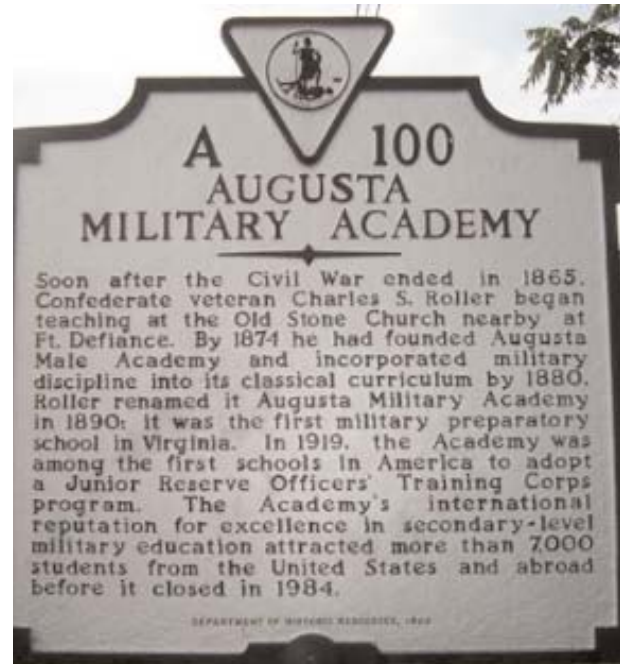 A 100
AUGUSTA
MILITARY ACADEMY
Soon after the Civil War ended in 1865,
Confederate veteran Charles S. Roller began
teaching at the Old Stone Church nearby at
Ft. Defiance. By 1874 he had founded Augusta
Male Academy and incorporated military
discipline into its classical curriculum by 1880.
Roller renamed it Augusta Military Academy
in 1890; it was the first military preparatory
school in Virginia. In 1919, the Academy was
among the first schools in America to adopt
a Junior Reserve Officers' Training Corps
program. The Academy's international
reputation for excellence in secondary-level
military education attracted more than 7,000
students from the United States and abroad
before it closed in 1984.
DEPARTMENT OF HISTORIC RESOURCES,